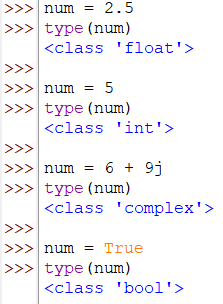 >>> num = 2.5
>>> type(num)
<class 'float'>
>>>
>>> num = 5
>>> type(num)
<class 'int'>
>>>
>>> num = 6 + 9j
>>> type(num)
<class 'complex'>
>>>
>>> num = True
>>> type(num)
<class 'bool'>